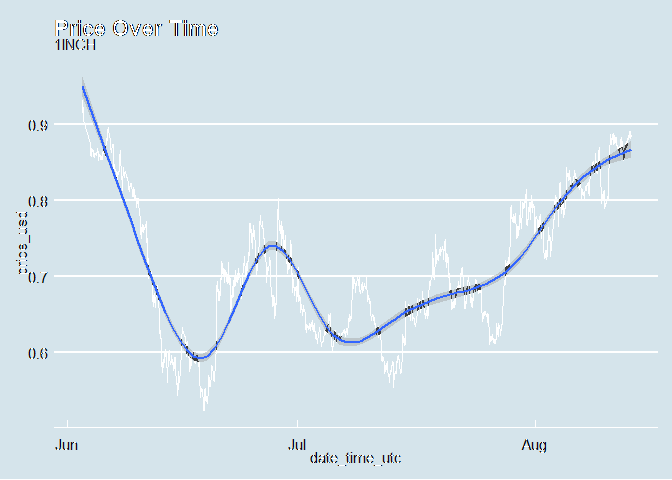 Price Over Time
1INCH
0.9
0.8
0.7
0.6
price_usd
Jun
Jul
Aug
date_time_utc